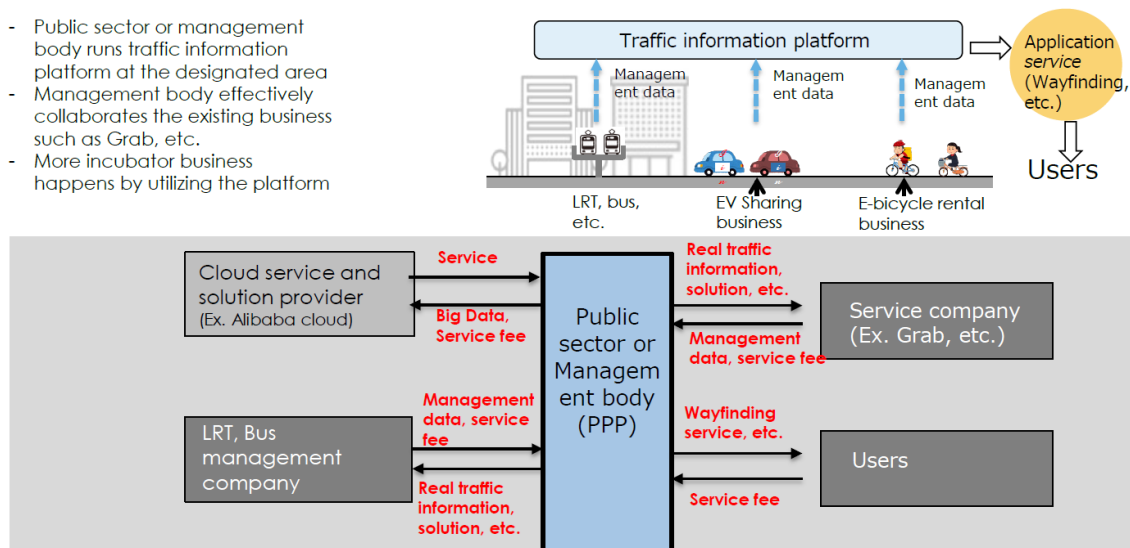 - Public sector or management
body runs traffic information
platform at the designated area
- Management body effectively
collaborates the existing business
such as Grab, etc.
- More incubator business
happens by utilizing the platform
Traffic information platform
Application
service
(Wayfinding,
etc.)
Managem
ent data
Managem
ent data
Managem
ent data
Users
LRT, bus,
etc.
EV Sharing
business
E-bicycle rental
business
Cloud service and
solution provider
(Ex. Alibaba cloud)
Service
Big Data,
Service fee
Public
sector or
Managem
ent body
(PPP)
Real traffic
information,
solution, etc.
Management
data, service fee
Service company
(Ex. Grab, etc.)
LRT, Bus
management
company
Management
data, service
fee
Real traffic
information,
solution, etc.
Wayfinding
service, etc.
Service fee
Users